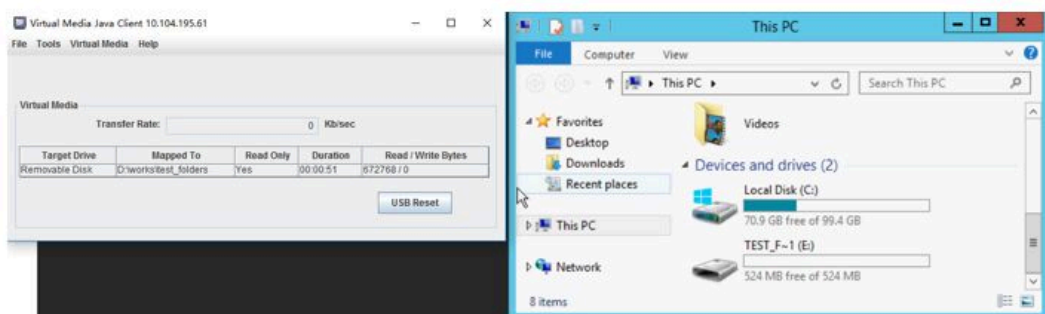 Virtual Media Java Client 10.104.195.61
File Tools Virtual Media Help
Virtual Media
Transfer Rate: 0 Kb/sec
Target Drive Mapped To Read Only Duration Read / Write Bytes
Removable Disk D:\works\test_folders Yes 00:00:51 672768 / 0
USB Reset
This PC
File Computer View
This PC
Search This PC
Favorites
Desktop
Downloads
Recent places
This PC
Network
Videos
Devices and drives (2)
Local Disk (C:)
70.9 GB free of 99.4 GB
TEST_F~1 (E:)
524 MB free of 524 MB
8 items